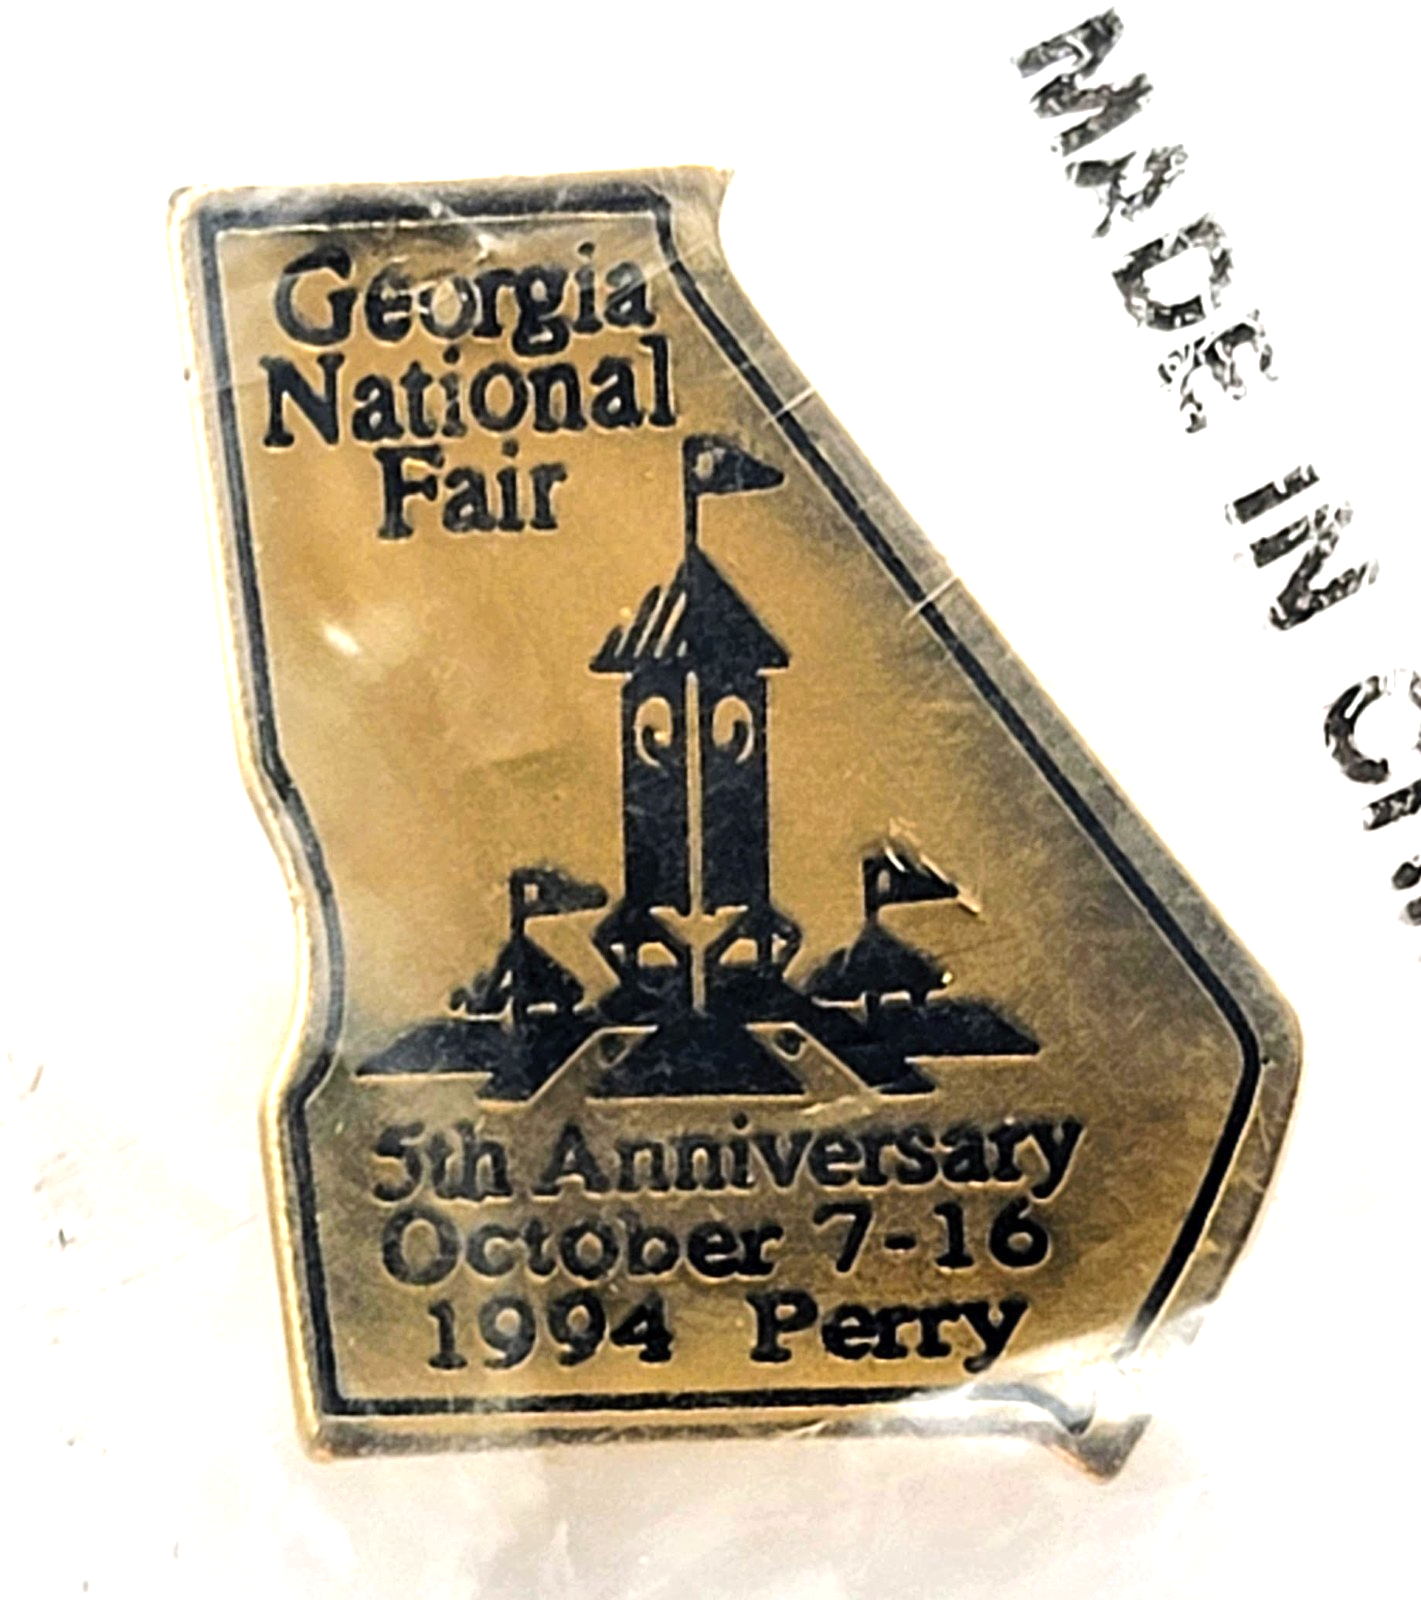 Georgia
National
Fair
5th Anniversary
October 7-16
1994 Perry
MADE IN